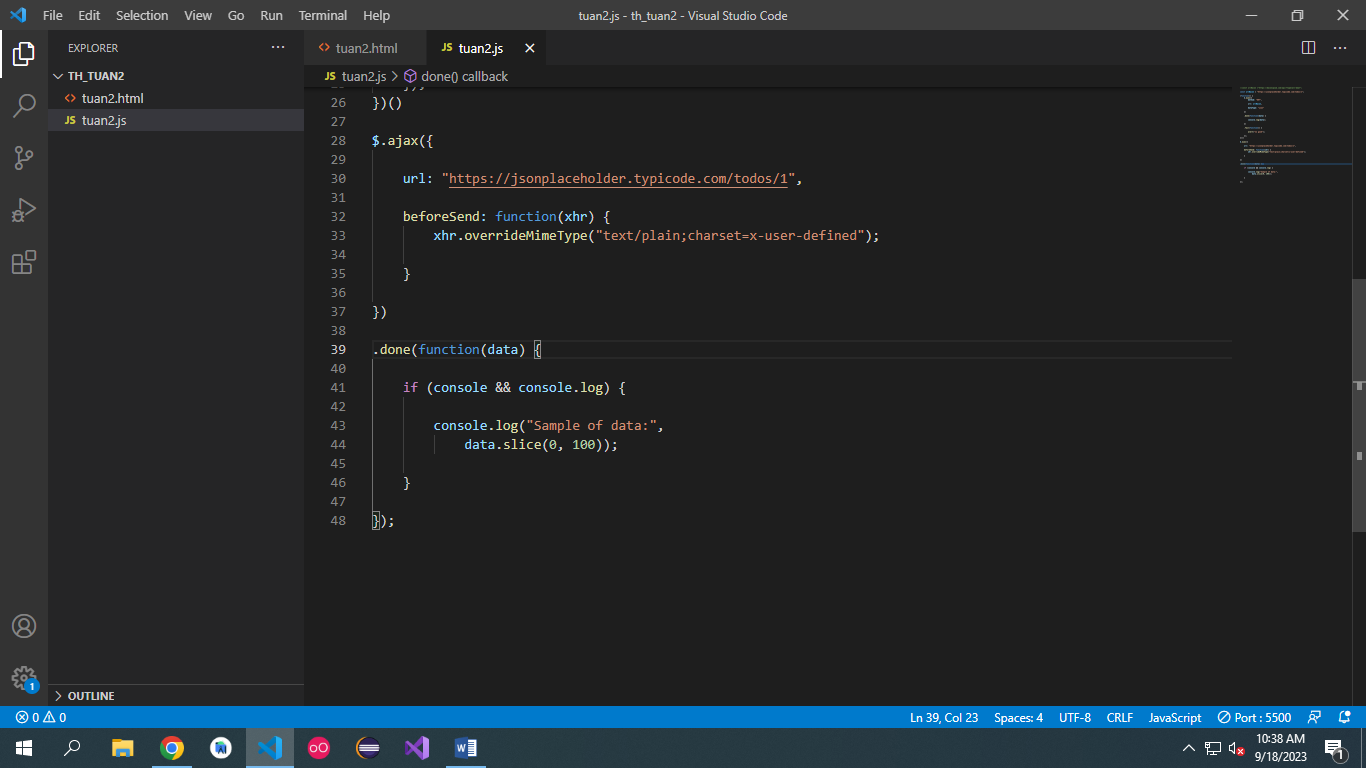 File Edit Selection View Go Run Terminal Help tuan2.js - th_tuan2 - Visual Studio Code
EXPLORER
TH_TUAN2
tuan2.html
JS tuan2.js
OUTLINE
tuan2.html JS tuan2.js
JS tuan2.js > done() callback
26 })()
27
28 $.ajax({
29
30 url: "https://jsonplaceholder.typicode.com/todos/1",
31
32 beforeSend: function(xhr) {
33 xhr.overrideMimeType("text/plain;charset=x-user-defined");
34
35 }
36
37 })
38
39 .done(function(data) {
40
41 if (console && console.log) {
42
43 console.log("Sample of data:",
44 data.slice(0, 100));
45
46 }
47
48 });
1
0 0 Ln 39, Col 23 Spaces: 4 UTF-8 CRLF JavaScript Port : 5500
10:38 AM
9/18/2023
1